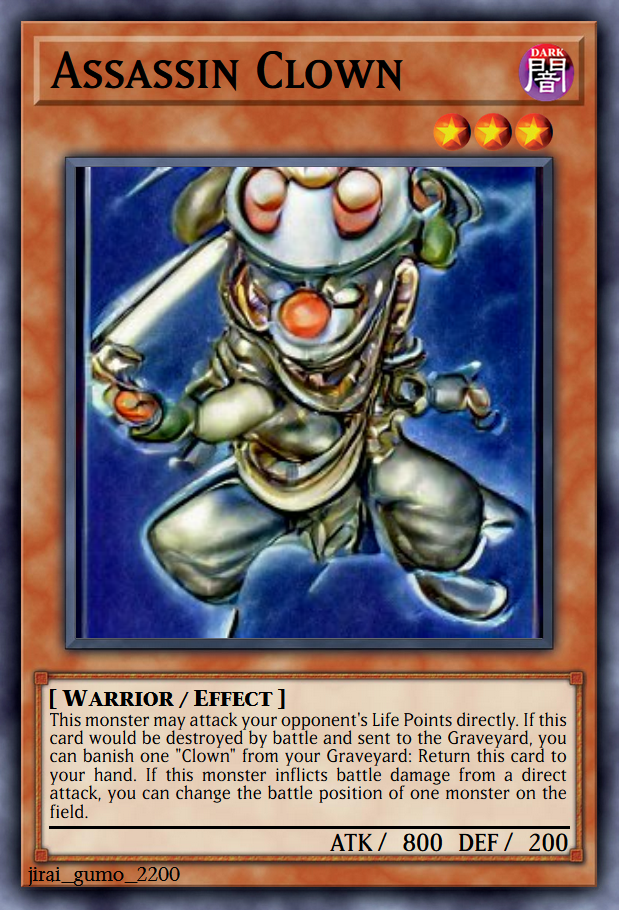 Assassin Clown
DARK
闇
[ Warrior / Effect ]
This monster may attack your opponent's Life Points directly. If this
card would be destroyed by battle and sent to the Graveyard, you
can banish one "Clown" from your Graveyard: Return this card to
your hand. If this monster inflicts battle damage from a direct
attack, you can change the battle position of one monster on the
field.
ATK / 800 DEF / 200
jirai_gumo_2200